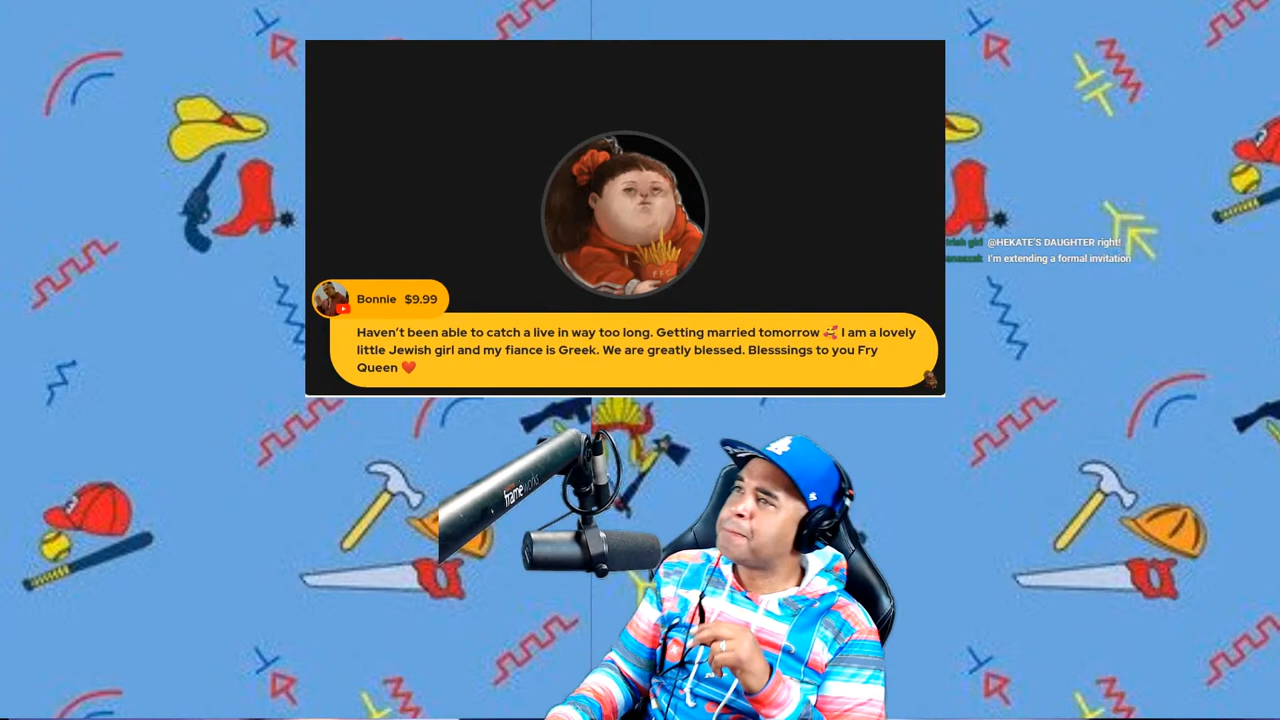 @HEKATE'S DAUGHTER right!
I'm extending a formal invitation
Bonnie $9.99
Haven't been able to catch a live in way too long. Getting married tomorrow 🥰 I am a lovely
little Jewish girl and my fiance is Greek. We are greatly blessed. Blesssings to you Fry
Queen ❤️
FFC
frameworks
LA